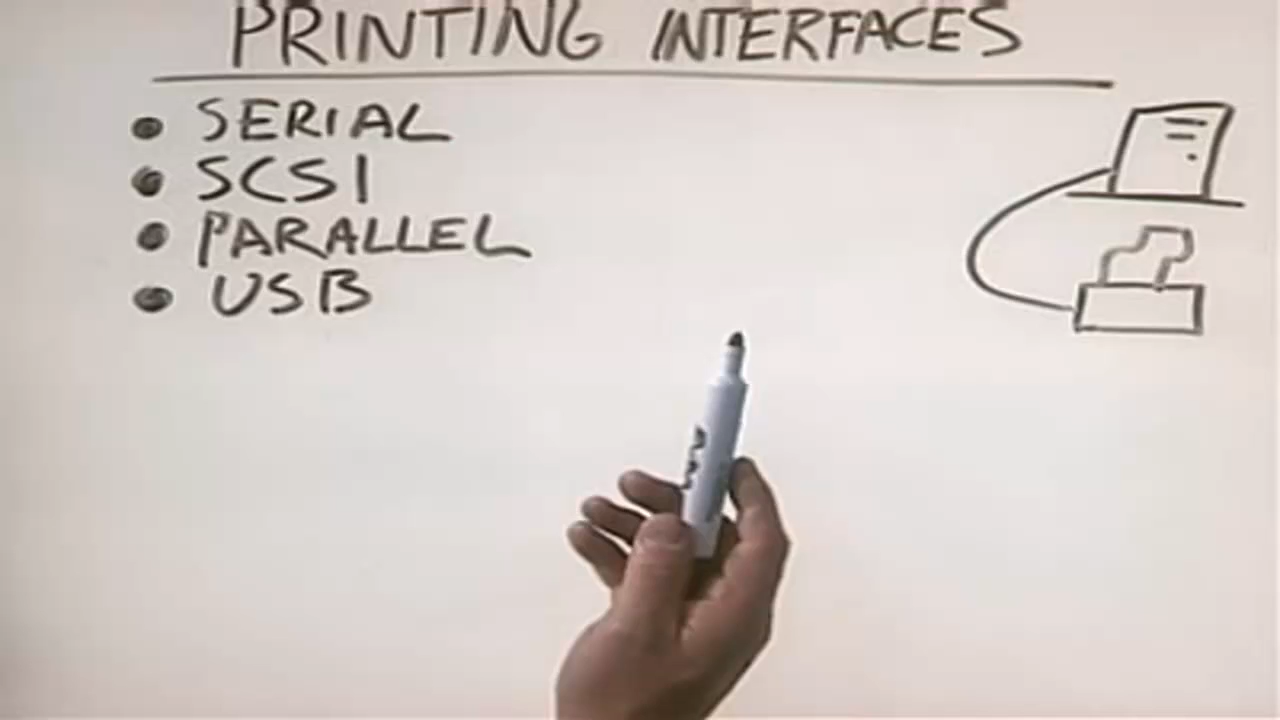 PRINTING INTERFACES
• SERIAL
• SCSI
• PARALLEL
• USB